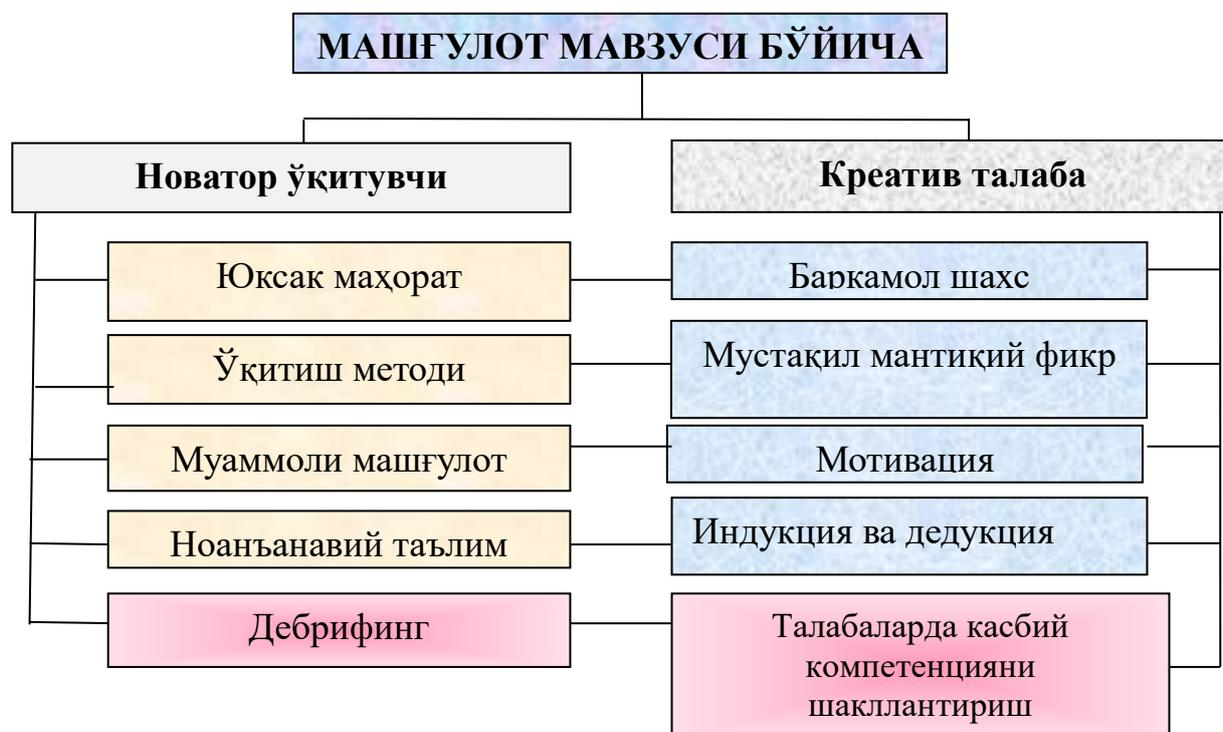 МАШҒУЛОТ МАВЗУСИ БЎЙИЧА
Новатор ўқитувчи
Креатив талаба
Юксак маҳорат
Баркамол шахс
Ўқитиш методи
Мустақил мантиқий фикр
Муаммоли машғулот
Мотивация
Ноанъанавий таълим
Индукция ва дедукция
Дебрифинг
Талабаларда касбий
компетенцияни
шакллантириш